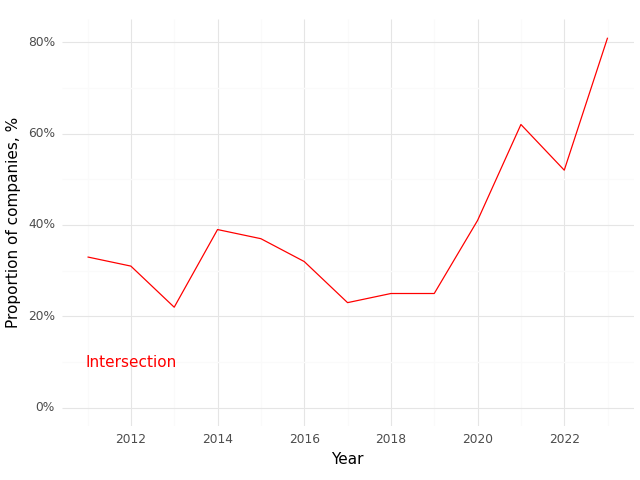 80%
60%
40%
20%
0%
Proportion of companies, %
Intersection
2012 2014 2016 2018 2020 2022
Year